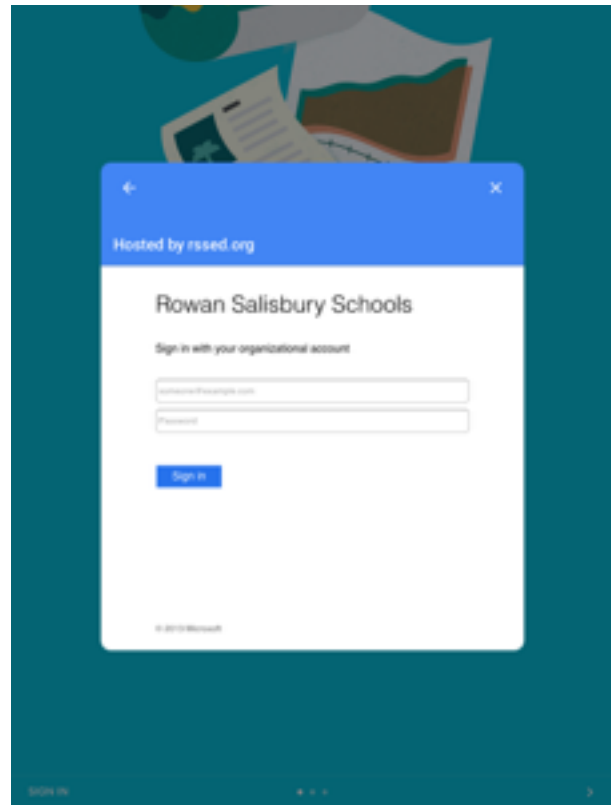 Hosted by rssed.org
Rowan Salisbury Schools
Sign in with your organizational account
someone@example.com
Password
Sign in
© 2013 Microsoft
SIGN IN